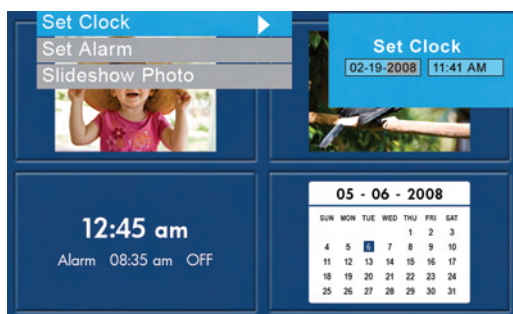 Set Clock
Set Alarm
Slideshow Photo
Set Clock
02-19-2008 11:41 AM
12:45 am
Alarm 08:35 am OFF
05 - 06 - 2008
SUN MON TUE WED THU FRI SAT
1 2 3
4 5 6 7 8 9 10
11 12 13 14 15 16 17
18 19 20 21 22 23 24
25 26 27 28 29 30 31